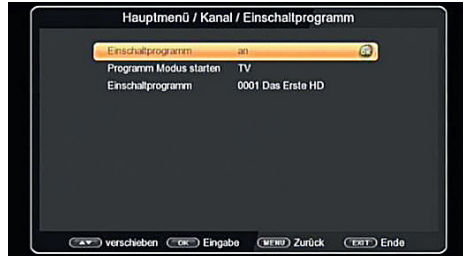 Hauptmenü / Kanal / Einschaltprogramm
Einschaltprogramm an OK
Programm Modus starten TV
Einschaltprogramm 0001 Das Erste HD
verschieben OK Eingabe MENU Zurück EXIT Ende